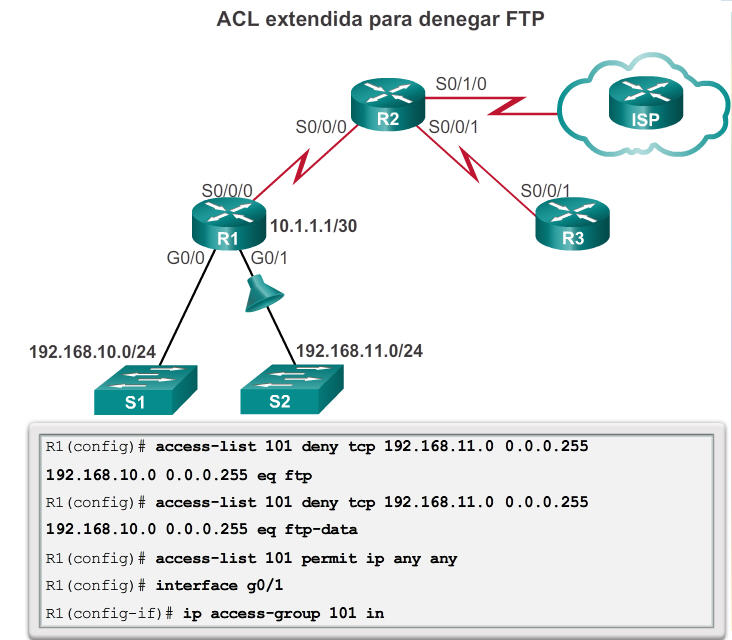 ACL extendida para denegar FTP
S0/1/0
R2
ISP
S0/0/0
S0/0/1
S0/0/0
S0/0/1
R1
10.1.1.1/30
R3
G0/0
G0/1
192.168.10.0/24
192.168.11.0/24
S1
S2
R1(config)# access-list 101 deny tcp 192.168.11.0 0.0.0.255
192.168.10.0 0.0.0.255 eq ftp
R1(config)# access-list 101 deny tcp 192.168.11.0 0.0.0.255
192.168.10.0 0.0.0.255 eq ftp-data
R1(config)# access-list 101 permit ip any any
R1(config)# interface g0/1
R1(config-if)# ip access-group 101 in